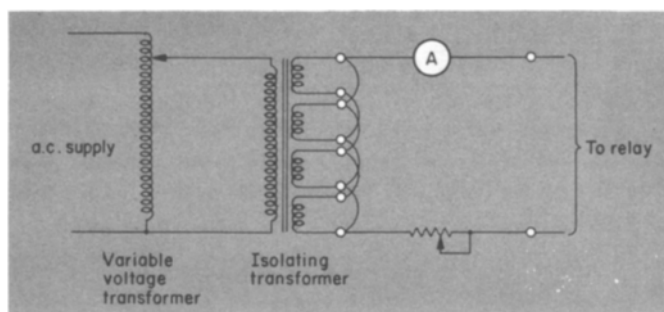 A
a.c. supply
To relay
Variable
voltage
transformer
Isolating
transformer